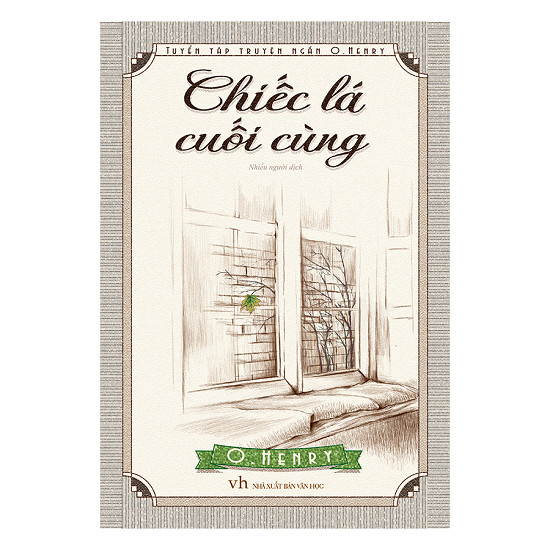 Tuyển tập truyện ngắn O.Henry
Chiếc lá
cuối cùng
Nhiều người dịch
O.Henry
vh NHÀ XUẤT BẢN VĂN HỌC